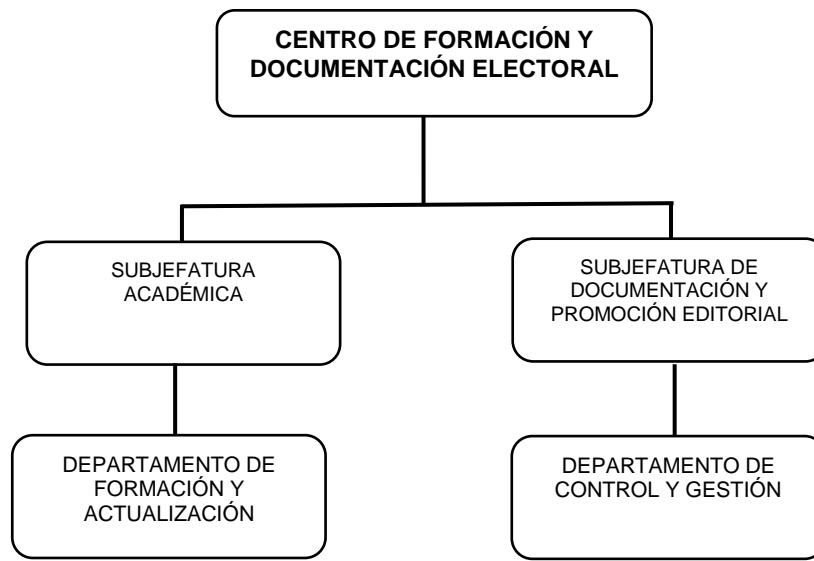 CENTRO DE FORMACIÓN Y
DOCUMENTACIÓN ELECTORAL
SUBJEFATURA
ACADÉMICA
SUBJEFATURA DE
DOCUMENTACIÓN Y
PROMOCIÓN EDITORIAL
DEPARTAMENTO DE
FORMACIÓN Y
ACTUALIZACIÓN
DEPARTAMENTO DE
CONTROL Y GESTIÓN